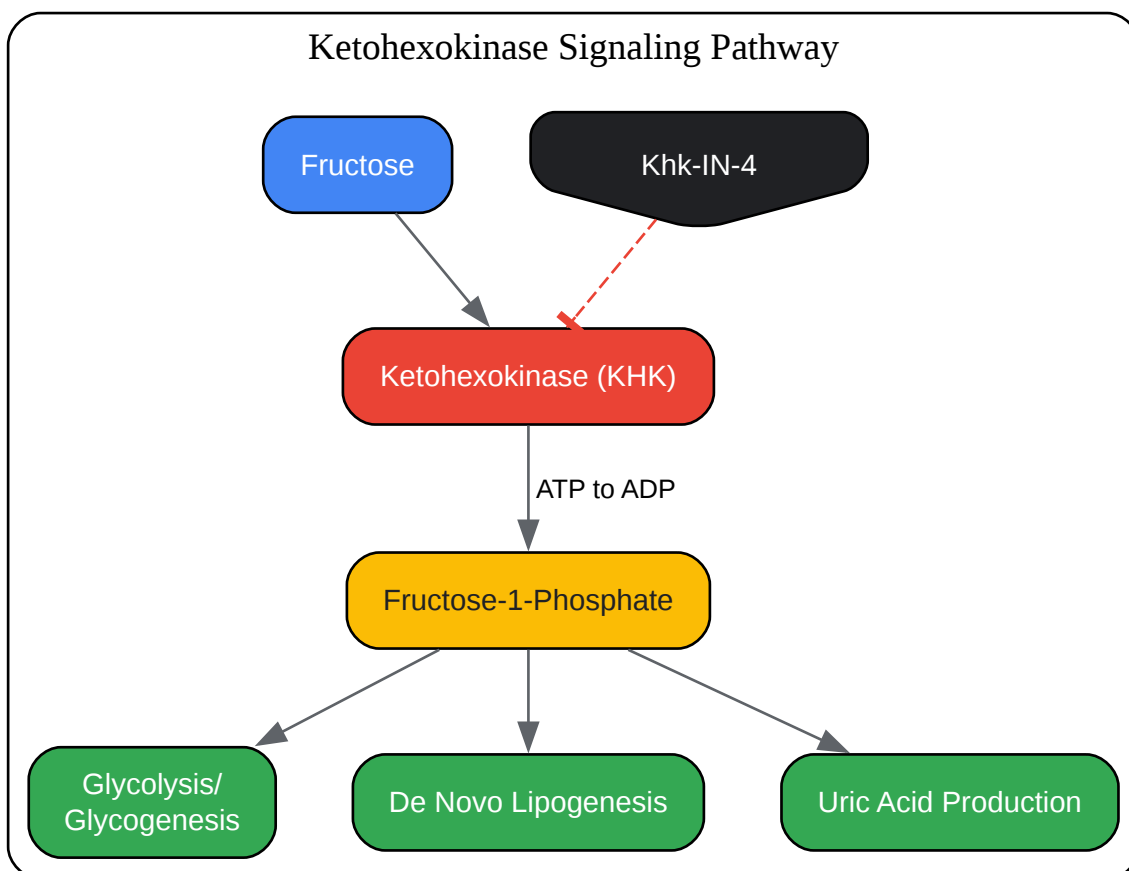 Ketohexokinase Signaling Pathway
Fructose
Khk-IN-4
Ketohexokinase (KHK)
ATP to ADP
Fructose-1-Phosphate
Glycolysis/
Glycogenesis
De Novo Lipogenesis
Uric Acid Production